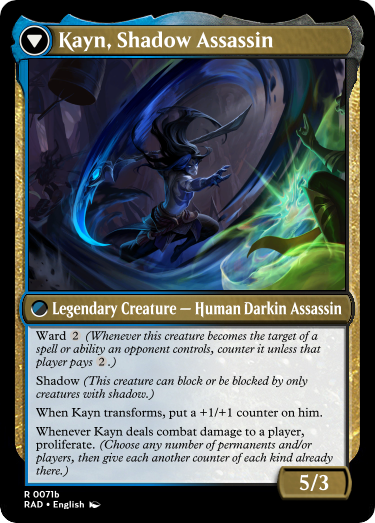 Kayn, Shadow Assassin
Legendary Creature — Human Darkin Assassin
Ward 2 (Whenever this creature becomes the target of a
spell or ability an opponent controls, counter it unless that
player pays 2.)
Shadow (This creature can block or be blocked by only
creatures with shadow.)
When Kayn transforms, put a +1/+1 counter on him.
Whenever Kayn deals combat damage to a player,
proliferate. (Choose any number of permanents and/or
players, then give each another counter of each kind already
there.)
5/3
R 0071b
RAD • English